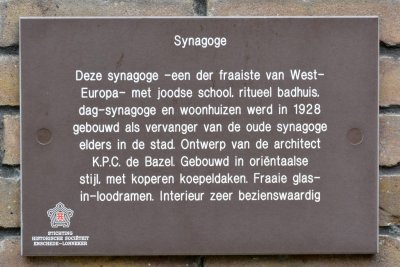 Synagoge
Deze synagoge -een der fraaiste van West-
Europa- met joodse school, ritueel badhuis,
dag-synagoge en woonhuizen werd in 1928
gebouwd als vervanger van de oude synagoge
elders in de stad. Ontwerp van de architect
K.P.C. de Bazel. Gebouwd in oriëntaalse
stijl, met koperen koepeldaken. Fraaie glas-
in-loodramen. Interieur zeer bezienswaardig
STICHTING
HISTORISCHE SOCIËTEIT
ENSCHEDE-LONNEKER